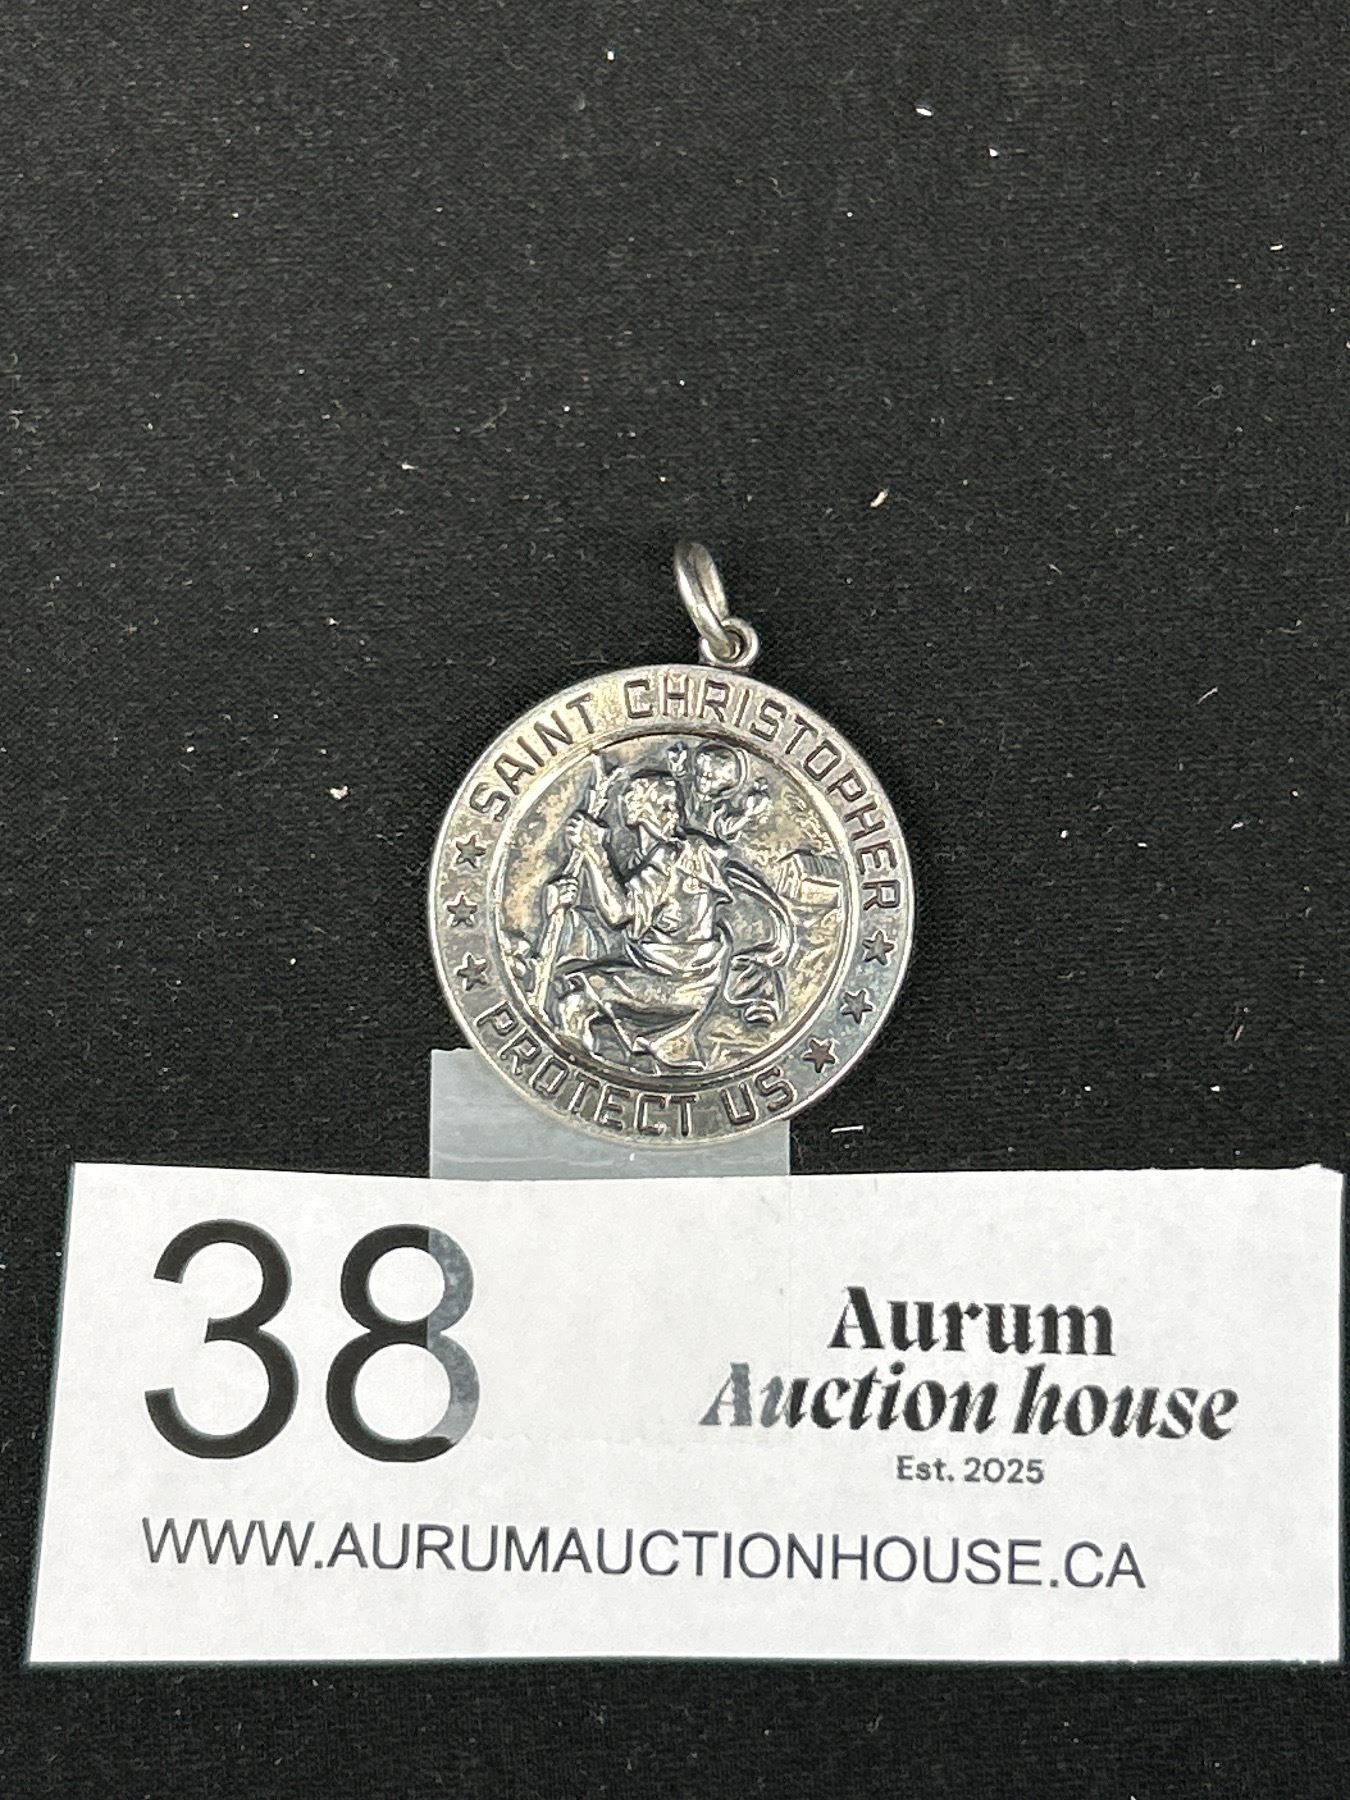 SAINT CHRISTOPHER
PROTECT US
38
Aurum
Auction house
Est. 2025
WWW.AURUMAUCTIONHOUSE.CA